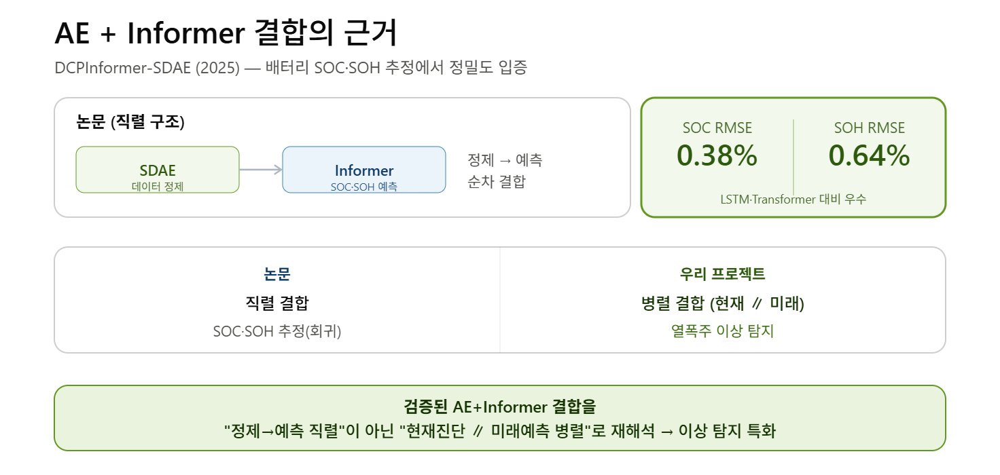 AE + Informer 결합의 근거
DCPInformer-SDAE (2025) — 배터리 SOC·SOH 추정에서 정밀도 입증
논문 (직렬 구조)
SDAE
데이터 정제
Informer
SOC·SOH 예측
정제 → 예측
순차 결합
SOC RMSE
0.38%
SOH RMSE
0.64%
LSTM·Transformer 대비 우수
논문
직렬 결합
SOC·SOH 추정(회귀)
우리 프로젝트
병렬 결합 (현재 ∥ 미래)
열폭주 이상 탐지
검증된 AE+Informer 결합을
"정제→예측 직렬"이 아닌 "현재진단 ∥ 미래예측 병렬"로 재해석 → 이상 탐지 특화